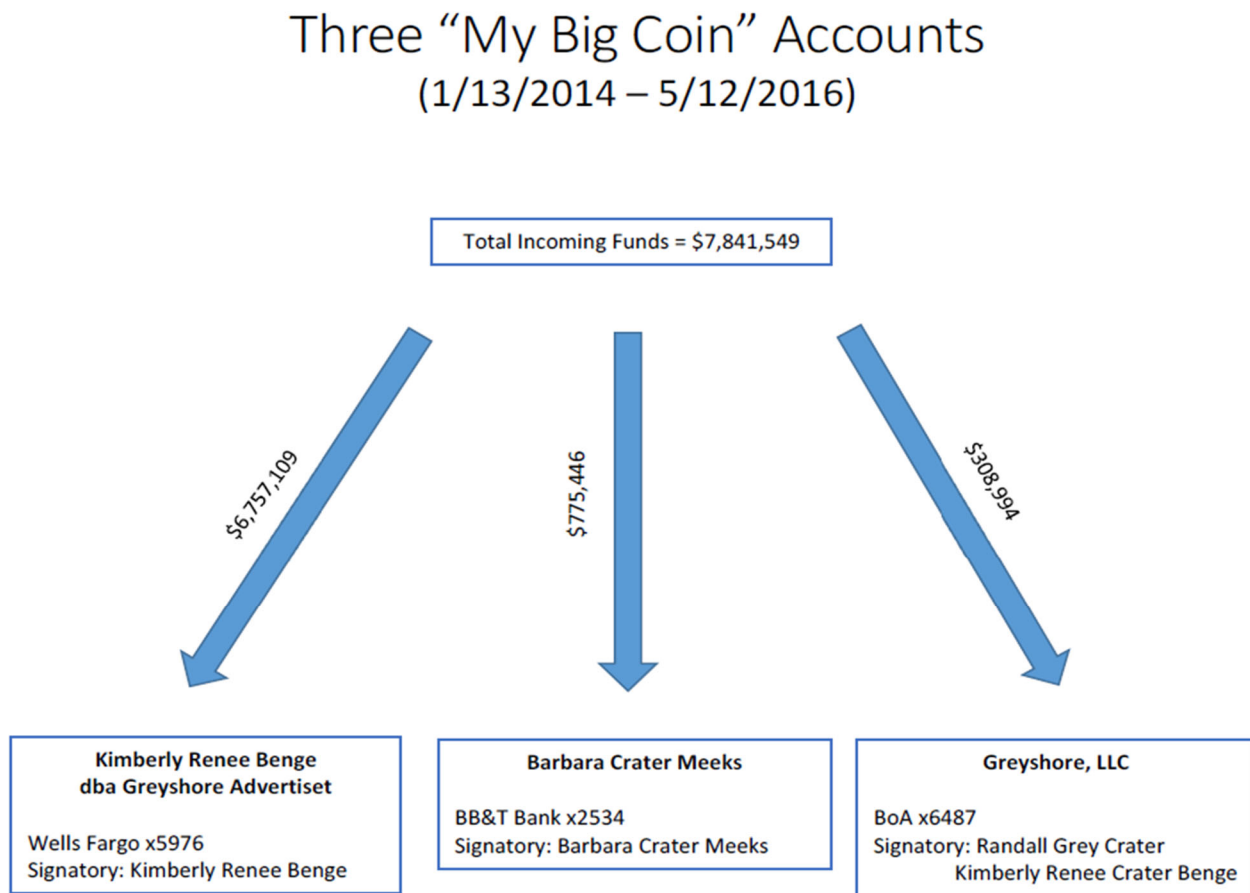 Three “My Big Coin” Accounts
(1/13/2014 – 5/12/2016)
Total Incoming Funds = $7,841,549
$6,757,109
$775,446
$308,994
Kimberly Renee Benge
dba Greyshore Advertiset
Wells Fargo x5976
Signatory: Kimberly Renee Benge
Barbara Crater Meeks
BB&T Bank x2534
Signatory: Barbara Crater Meeks
Greyshore, LLC
BoA x6487
Signatory: Randall Grey Crater
Kimberly Renee Crater Benge